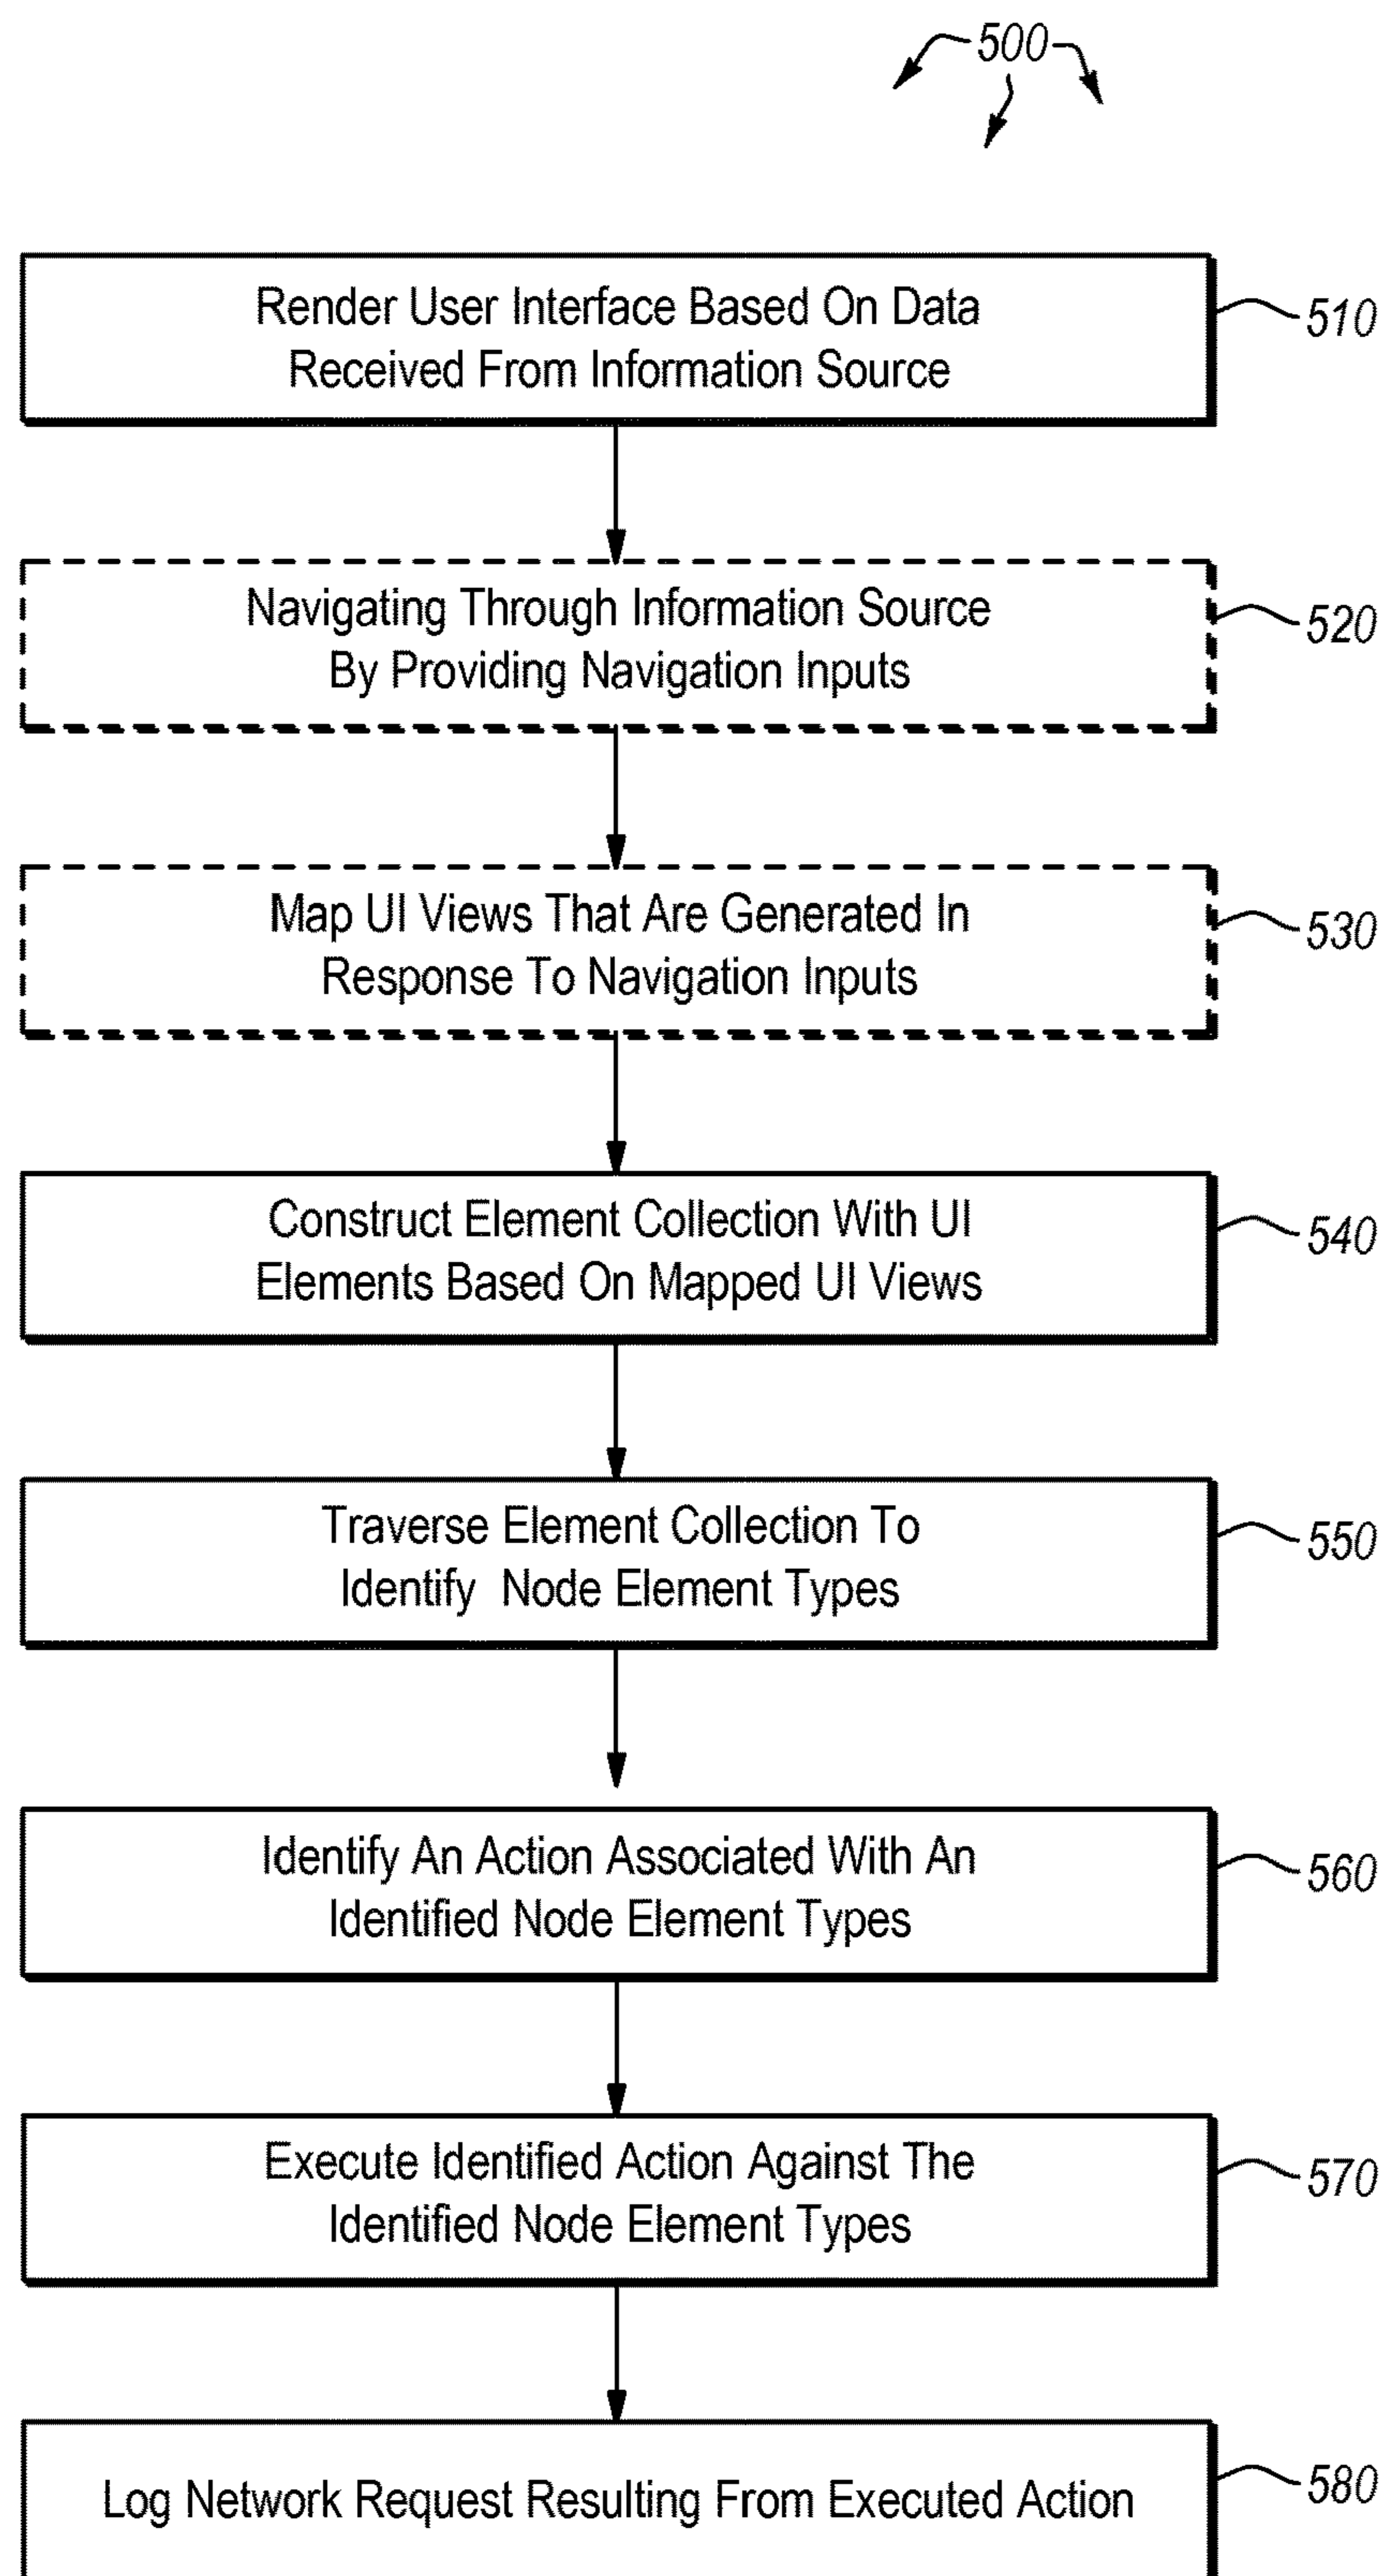 500
Render User Interface Based On Data
Received From Information Source
510
Navigating Through Information Source
By Providing Navigation Inputs
520
Map UI Views That Are Generated In
Response To Navigation Inputs
530
Construct Element Collection With UI
Elements Based On Mapped UI Views
540
Traverse Element Collection To
Identify Node Element Types
550
Identify An Action Associated With An
Identified Node Element Types
560
Execute Identified Action Against The
Identified Node Element Types
570
Log Network Request Resulting From Executed Action
580